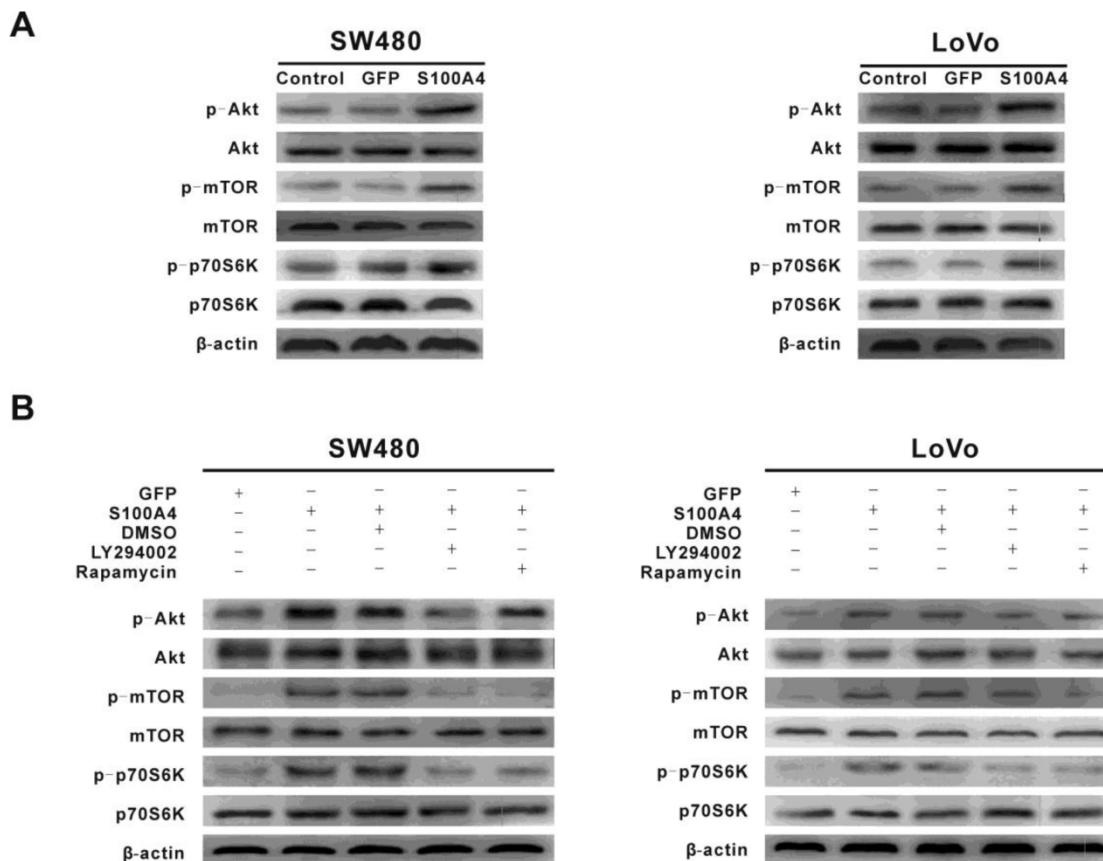 A
SW480
Control GFP S100A4
p-Akt
Akt
p-mTOR
mTOR
p-p70S6K
p70S6K
β-actin
LoVo
Control GFP S100A4
p-Akt
Akt
p-mTOR
mTOR
p-p70S6K
p70S6K
β-actin
B
SW480
GFP + − − − −
S100A4 − + + + +
DMSO − − + − −
LY294002 − − − + −
Rapamycin − − − − +
p-Akt
Akt
p-mTOR
mTOR
p-p70S6K
p70S6K
β-actin
LoVo
GFP + − − − −
S100A4 − + + + +
DMSO − − + − −
LY294002 − − − + −
Rapamycin − − − − +
p-Akt
Akt
p-mTOR
mTOR
p-p70S6K
p70S6K
β-actin